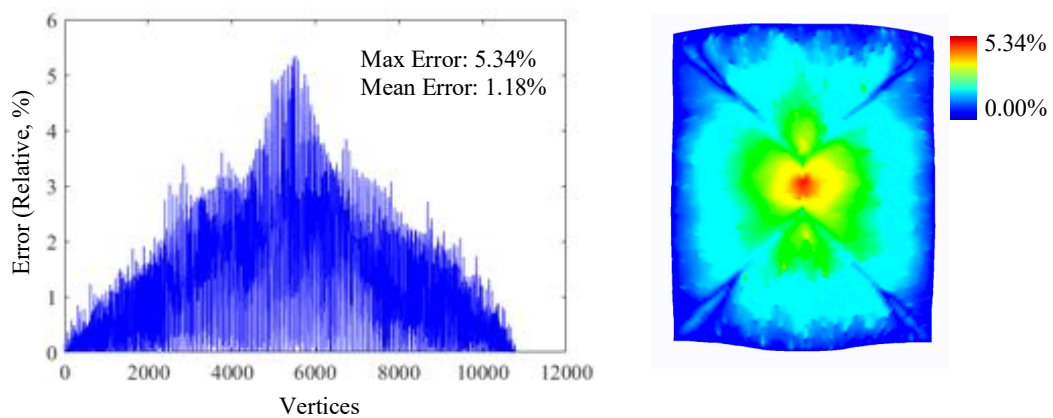 6
5
4
3
2
1
0
Error (Relative, %)
Max Error: 5.34%
Mean Error: 1.18%
0 2000 4000 6000 8000 10000 12000
Vertices
5.34%
0.00%